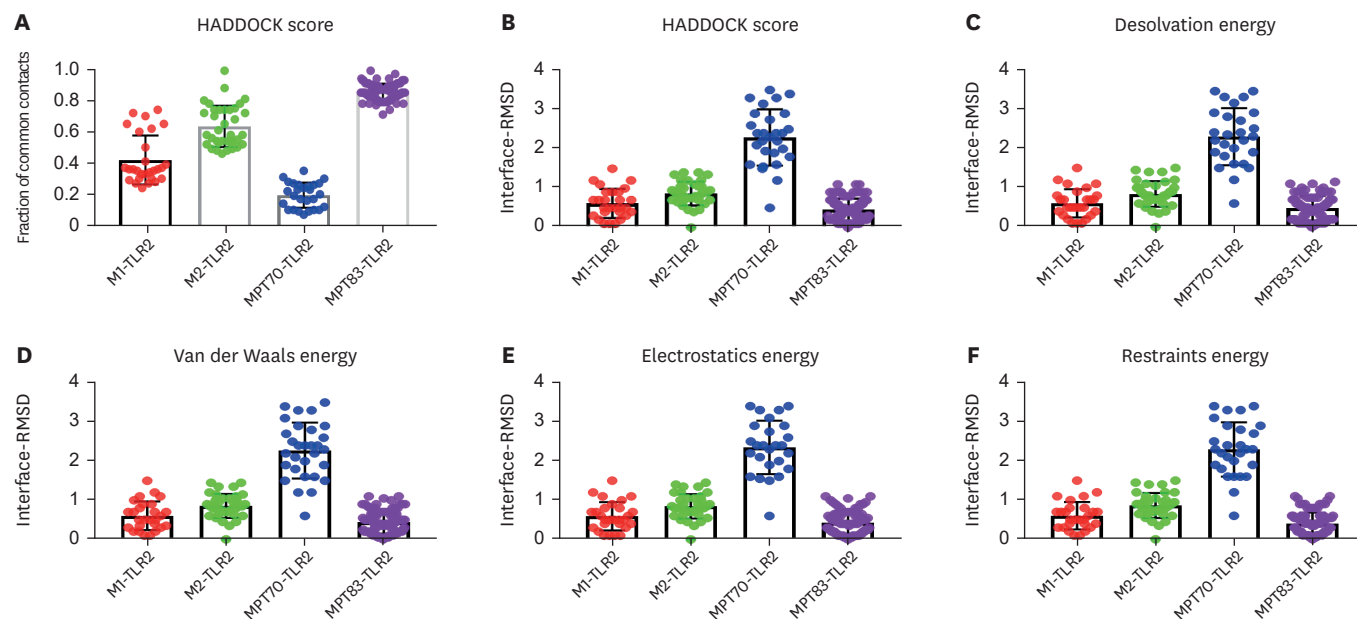 A HADDOCK score
Fraction of common contacts
1.0
0.8
0.6
0.4
0.2
0
M1-TLR2
M2-TLR2
MPT70-TLR2
MPT83-TLR2
B HADDOCK score
Interface-RMSD
4
3
2
1
0
M1-TLR2
M2-TLR2
MPT70-TLR2
MPT83-TLR2
C Desolvation energy
Interface-RMSD
4
3
2
1
0
M1-TLR2
M2-TLR2
MPT70-TLR2
MPT83-TLR2
D Van der Waals energy
Interface-RMSD
4
3
2
1
0
M1-TLR2
M2-TLR2
MPT70-TLR2
MPT83-TLR2
E Electrostatics energy
Interface-RMSD
4
3
2
1
0
M1-TLR2
M2-TLR2
MPT70-TLR2
MPT83-TLR2
F Restraints energy
Interface-RMSD
4
3
2
1
0
M1-TLR2
M2-TLR2
MPT70-TLR2
MPT83-TLR2